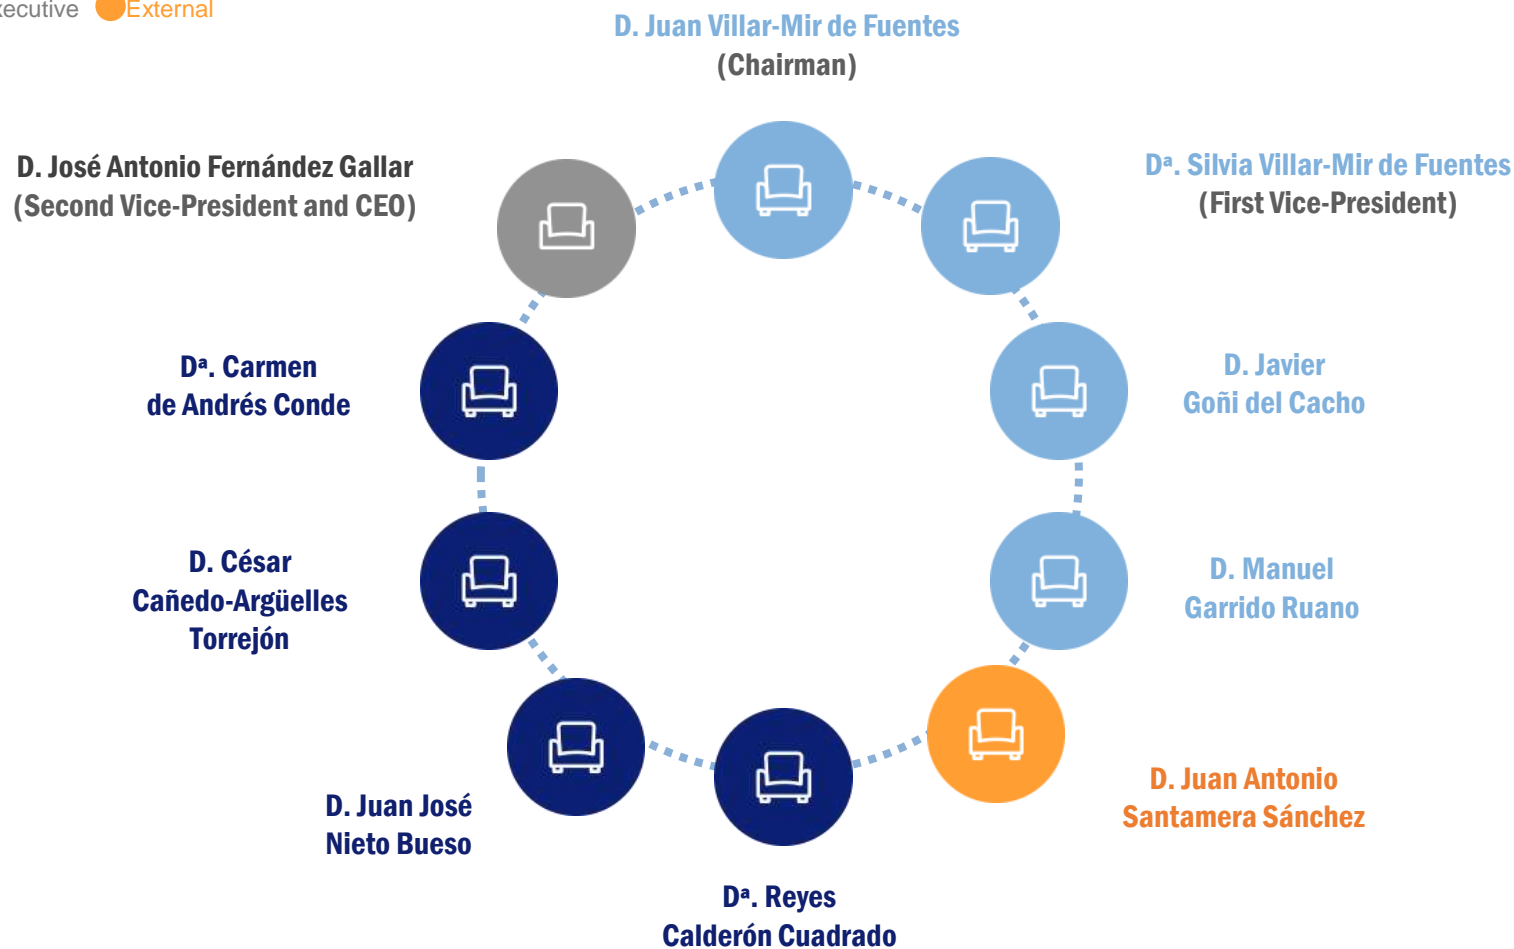 External
D. Juan Villar-Mir de Fuentes
(Chairman)
D. José Antonio Fernández Gallar
(Second Vice-President and CEO)
Dª. Silvia Villar-Mir de Fuentes
(First Vice-President)
Dª. Carmen
de Andrés Conde
D. Javier
Goñi del Cacho
D. César
Cañedo-Argüelles
Torrejón
D. Manuel
Garrido Ruano
D. Juan José
Nieto Bueso
D. Juan Antonio
Santamera Sánchez
Dª. Reyes
Calderón Cuadrado